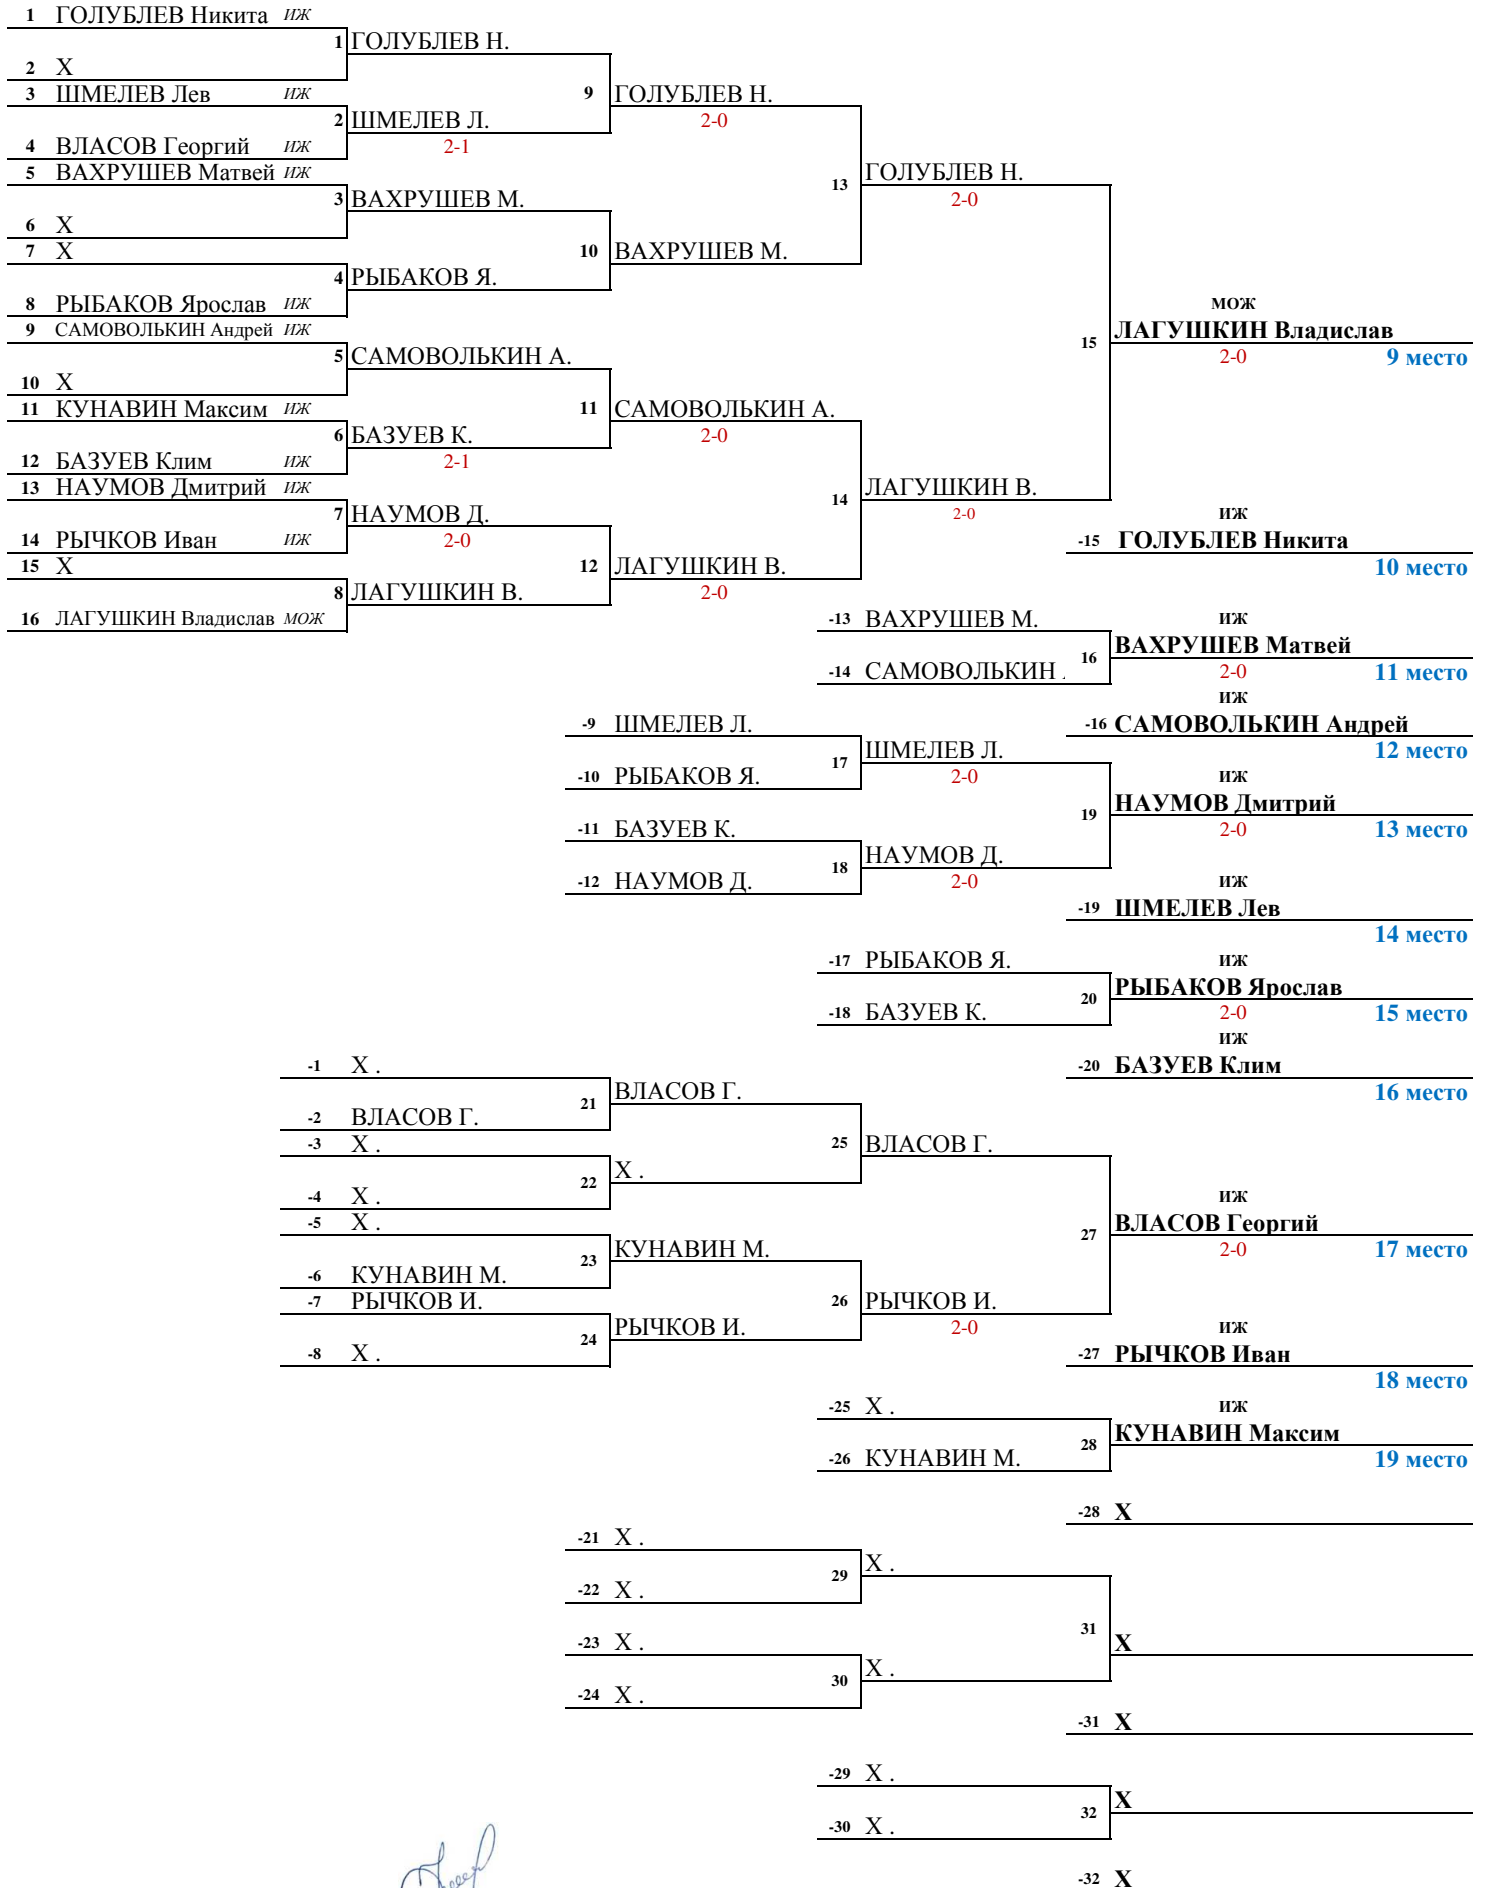 1 ГОЛУБЛЕВ Никита ИЖ
1 ГОЛУБЛЕВ Н.
2 Х
3 ШМЕЛЕВ Лев ИЖ
9 ГОЛУБЛЕВ Н.
2 ШМЕЛЕВ Л.
2-0
4 ВЛАСОВ Георгий ИЖ
2-1
5 ВАХРУШЕВ Матвей ИЖ
13 ГОЛУБЛЕВ Н.
3 ВАХРУШЕВ М.
2-0
6 Х
7 Х
10 ВАХРУШЕВ М.
4 РЫБАКОВ Я.
8 РЫБАКОВ Ярослав ИЖ
МОЖ
9 САМОВОЛЬКИН Андрей ИЖ
15 ЛАГУШКИН Владислав
5 САМОВОЛЬКИН А.
2-0 9 место
10 Х
11 КУНАВИН Максим ИЖ
11 САМОВОЛЬКИН А.
6 БАЗУЕВ К.
2-0
12 БАЗУЕВ Клим ИЖ
2-1
13 НАУМОВ Дмитрий ИЖ
14 ЛАГУШКИН В.
7 НАУМОВ Д.
2-0
ИЖ
14 РЫЧКОВ Иван ИЖ
2-0
-15 ГОЛУБЛЕВ Никита
15 Х
12 ЛАГУШКИН В.
10 место
8 ЛАГУШКИН В.
2-0
16 ЛАГУШКИН Владислав МОЖ
-13 ВАХРУШЕВ М.
ИЖ
16 ВАХРУШЕВ Матвей
-14 САМОВОЛЬКИН
2-0 11 место
ИЖ
-9 ШМЕЛЕВ Л.
-16 САМОВОЛЬКИН Андрей
17 ШМЕЛЕВ Л.
12 место
-10 РЫБАКОВ Я.
2-0
ИЖ
19 НАУМОВ Дмитрий
-11 БАЗУЕВ К.
2-0 13 место
18 НАУМОВ Д.
-12 НАУМОВ Д.
2-0
ИЖ
-19 ШМЕЛЕВ Лев
14 место
-17 РЫБАКОВ Я.
ИЖ
20 РЫБАКОВ Ярослав
-18 БАЗУЕВ К.
2-0 15 место
ИЖ
-1 Х .
-20 БАЗУЕВ Клим
21 ВЛАСОВ Г.
16 место
-2 ВЛАСОВ Г.
-3 Х .
25 ВЛАСОВ Г.
22 Х .
-4 Х .
ИЖ
-5 Х .
27 ВЛАСОВ Георгий
23 КУНАВИН М.
2-0 17 место
-6 КУНАВИН М.
-7 РЫЧКОВ И.
26 РЫЧКОВ И.
24 РЫЧКОВ И.
2-0
ИЖ
-8 Х .
-27 РЫЧКОВ Иван
18 место
-25 Х .
ИЖ
28 КУНАВИН Максим
-26 КУНАВИН М.
19 место
-28 Х
-21 Х .
29 Х .
-22 Х .
31 Х
-23 Х .
30 Х .
-24 Х .
-31 Х
-29 Х .
32 Х
-30 Х .
-32 Х